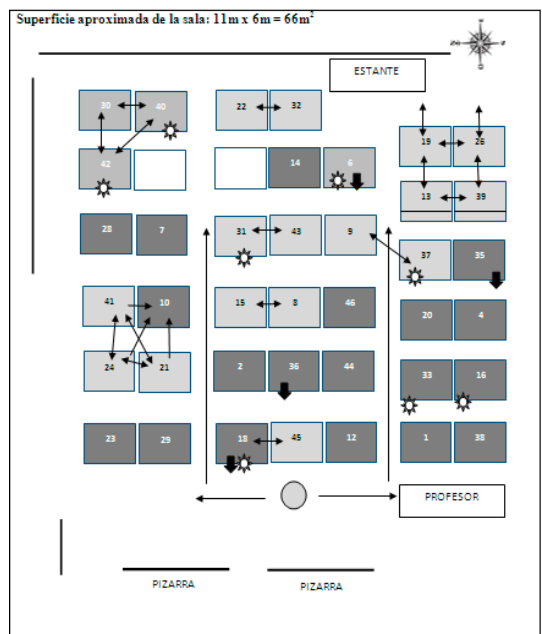 Superficie aproximada de la sala: 11m x 6m = 66m²
ESTANTE
30 40 22 32
19 26
42 14 6
13 39
28 7 31 43 9
37 35
41 10 15 8 46
20 4
24 21 2 36 44
33 16
23 29 18 45 12 1 38
PROFESOR
PIZARRA
PIZARRA